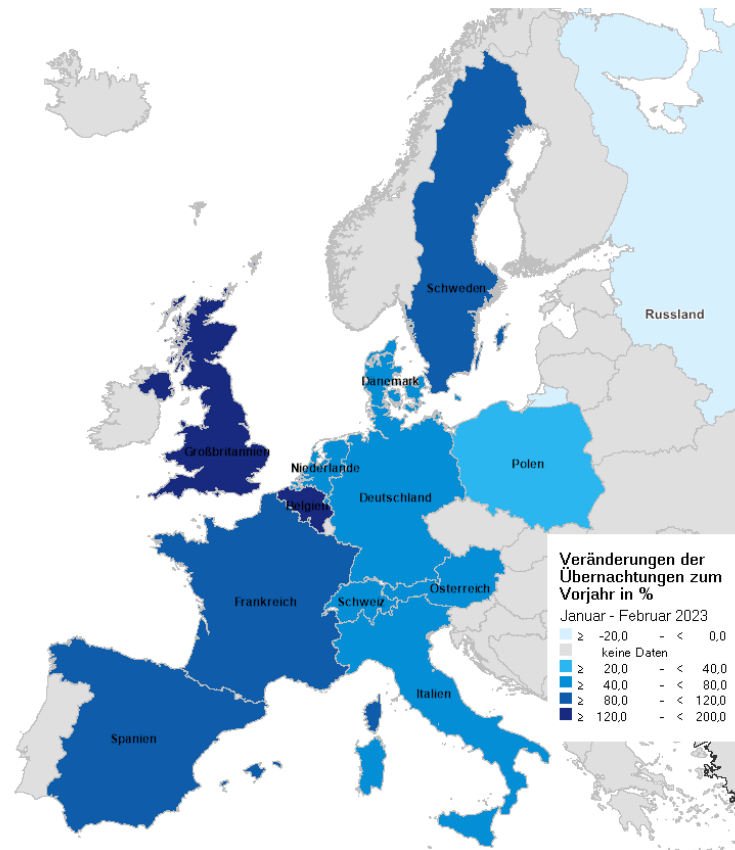 Schweden
Russland
Dänemark
Großbritannien
Niederlande
Polen
Deutschland
Belgien
Frankreich
Schweiz
Österreich
Italien
Spanien
Veränderungen der
Übernachtungen zum
Vorjahr in %
Januar - Februar 2023
≥ -20,0 - < 0,0
keine Daten
≥ 20,0 - < 40,0
≥ 40,0 - < 80,0
≥ 80,0 - < 120,0
≥ 120,0 - < 200,0